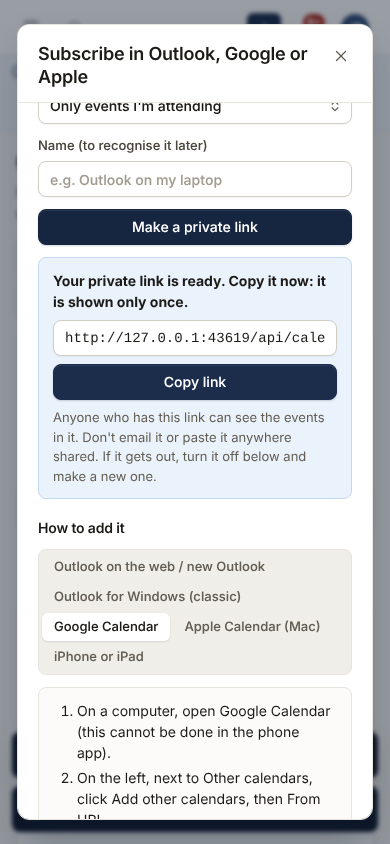 Subscribe in Outlook, Google or
Apple
Only events I'm attending
Name (to recognise it later)
e.g. Outlook on my laptop
Make a private link
Your private link is ready. Copy it now: it
is shown only once.
http://127.0.0.1:43619/api/cale
Copy link
Anyone who has this link can see the events
in it. Don't email it or paste it anywhere
shared. If it gets out, turn it off below and
make a new one.
How to add it
Outlook on the web / new Outlook
Outlook for Windows (classic)
Google Calendar
Apple Calendar (Mac)
iPhone or iPad
1. On a computer, open Google Calendar
(this cannot be done in the phone
app).
2. On the left, next to Other calendars,
click Add other calendars, then From